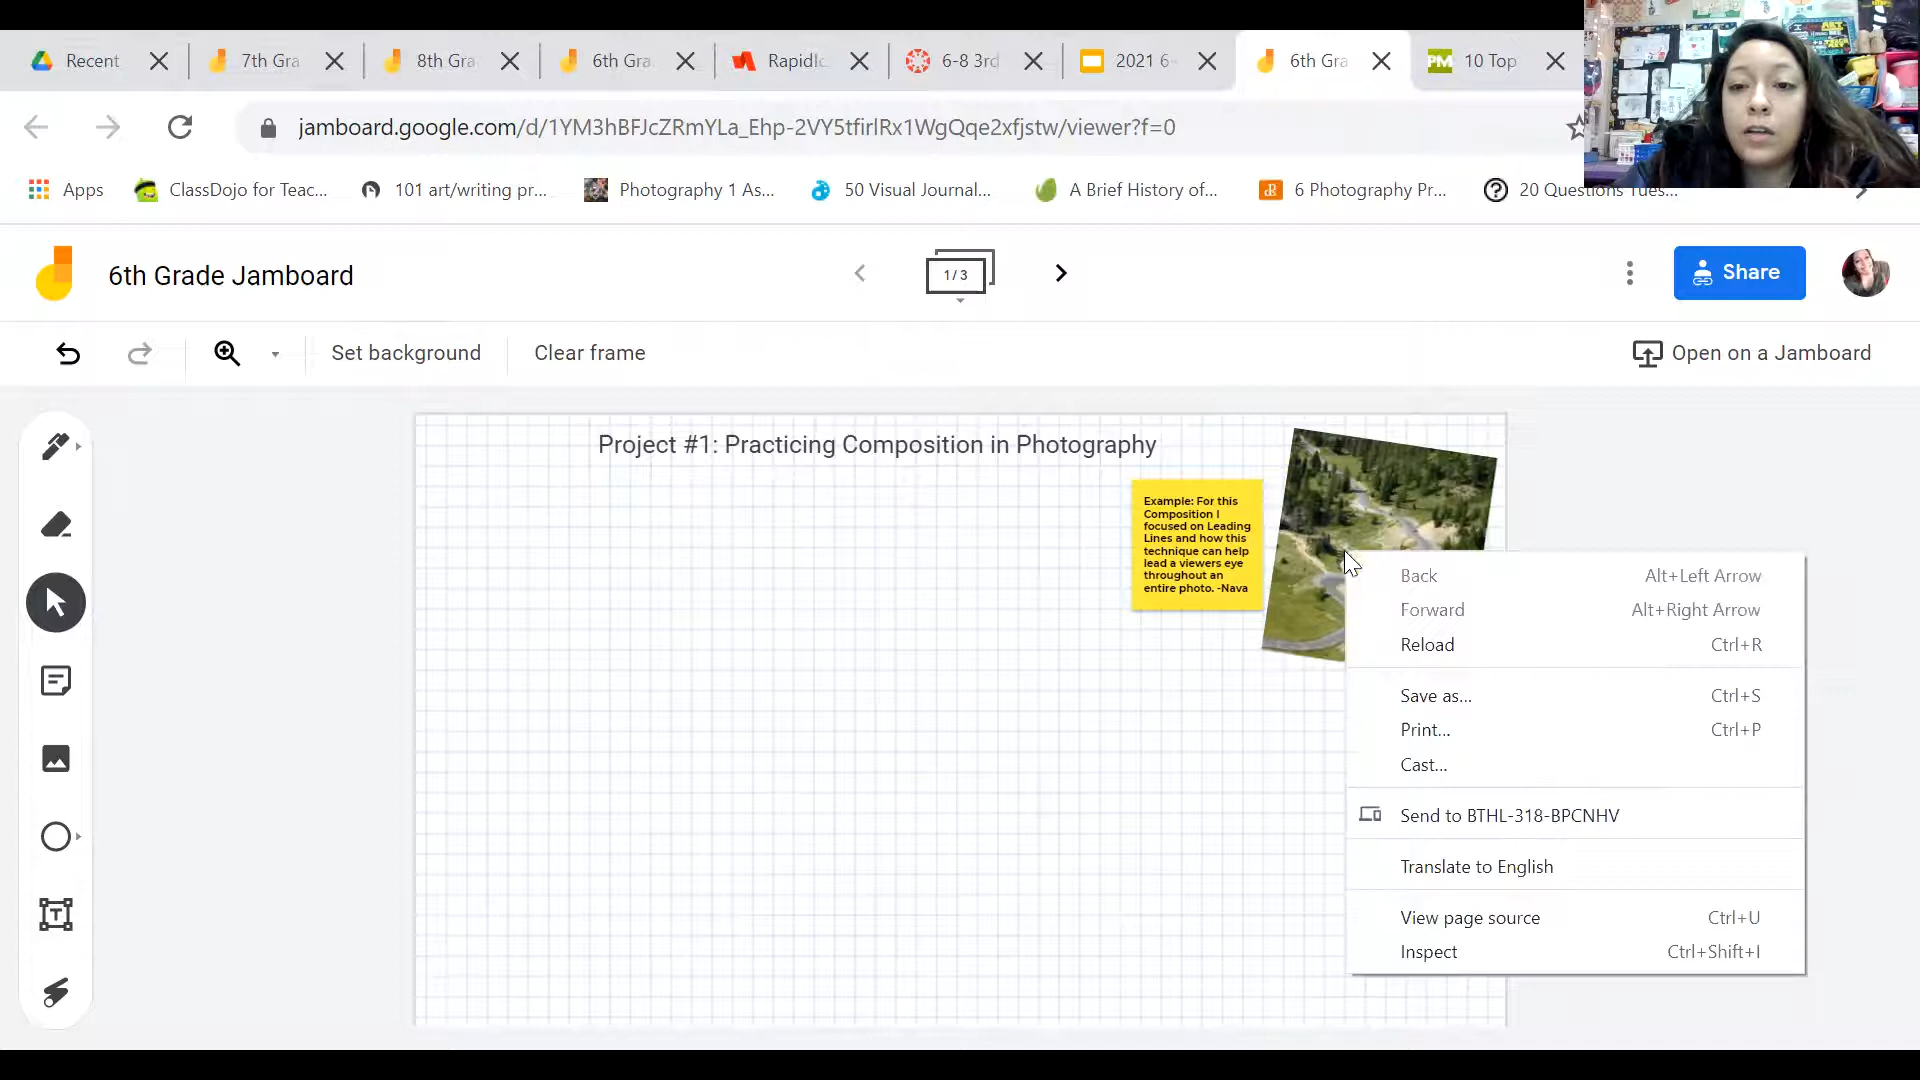 Recent
7th Gra
8th Gra
6th Gra
RapidIc
6-8 3rd
2021 6-
6th Gra
PM 10 Top
jamboard.google.com/d/1YM3hBFJcZRmYLa_Ehp-2VY5tfirlRx1WgQqe2xfjstw/viewer?f=0
Apps
ClassDojo for Teac...
101 art/writing pr...
Photography 1 As...
50 Visual Journal...
A Brief History of...
6 Photography Pr...
20 Questions Tues...
6th Grade Jamboard
1 / 3
Share
Set background
Clear frame
Open on a Jamboard
Project #1: Practicing Composition in Photography
Example: For this
Composition I
focused on Leading
Lines and how this
technique can help
lead a viewers eye
throughout an
entire photo. -Nava
Back Alt+Left Arrow
Forward Alt+Right Arrow
Reload Ctrl+R
Save as... Ctrl+S
Print... Ctrl+P
Cast...
Send to BTHL-318-BPCNHV
Translate to English
View page source Ctrl+U
Inspect Ctrl+Shift+I